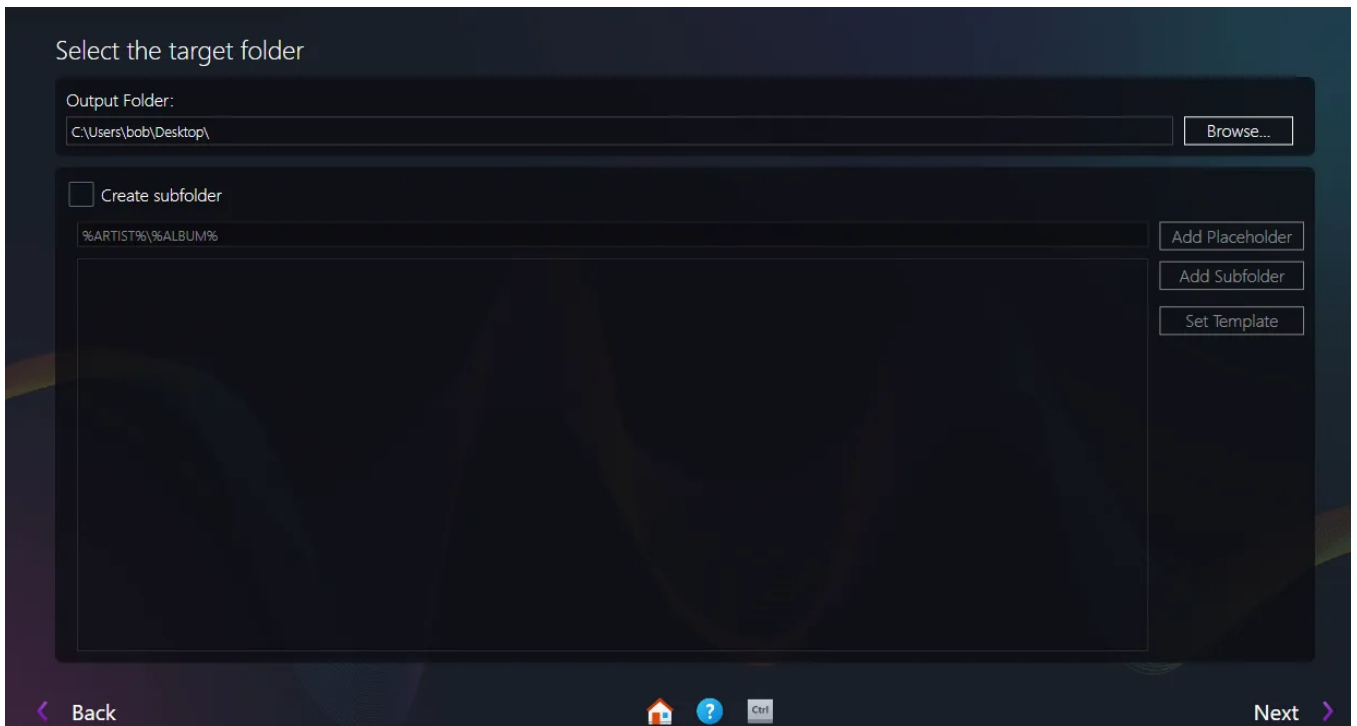 Select the target folder
Output Folder:
C:\Users\bob\Desktop\
Browse...
Create subfolder
%ARTIST%\%ALBUM%
Add Placeholder
Add Subfolder
Set Template
Back
?
Ctrl
Next